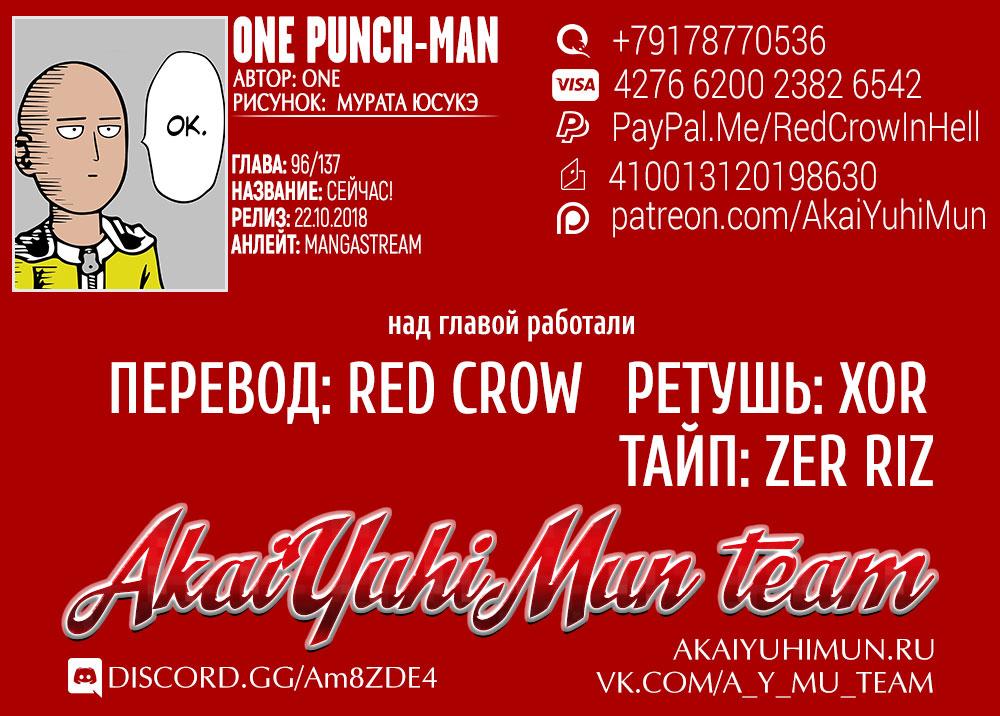 OK.
ONE PUNCH-MAN
АВТОР: ONE
РИСУНОК: МУРАТА ЮСУКЭ
ГЛАВА: 96/137
НАЗВАНИЕ: СЕЙЧАС!
РЕЛИЗ: 22.10.2018
АНЛЕЙТ: MANGASTREAM
+79178770536
VISA 4276 6200 2382 6542
PayPal.Me/RedCrowInHell
410013120198630
patreon.com/AkaiYuhiMun
над главой работали
ПЕРЕВОД: RED CROW РЕТУШЬ: XOR
ТАЙП: ZER RIZ
AkaiYuhiMun team
AKAIYUHIMUN.RU
DISCORD.GG/Am8ZDE4
VK.COM/A_Y_MU_TEAM